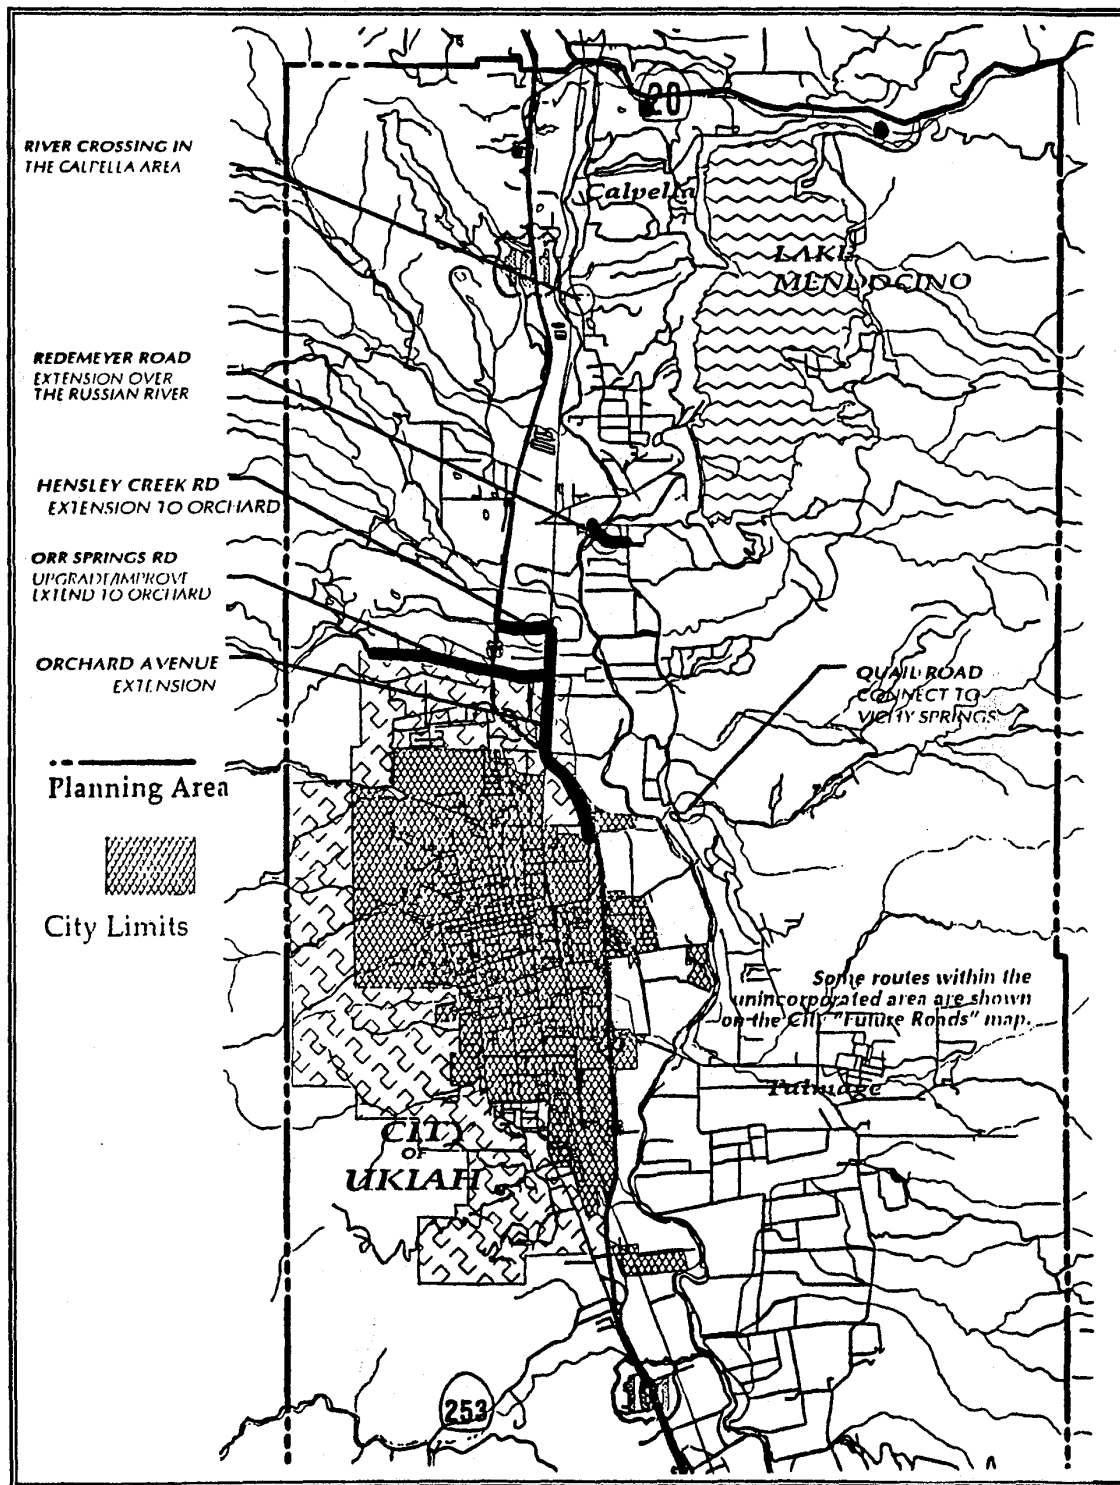 RIVER CROSSING IN
THE CALPELLA AREA
20
Calpella
LAKE
MENDOCINO
REDEMEYER ROAD
EXTENSION OVER
THE RUSSIAN RIVER
HENSLEY CREEK RD
EXTENSION TO ORCHARD
ORR SPRINGS RD
UPGRADE/IMPROVE
EXTEND TO ORCHARD
ORCHARD AVENUE
EXTENSION
QUAIL ROAD
CONNECT TO
VICHY SPRINGS
Planning Area
City Limits
Some routes within the
unincorporated area are shown
on the City "Future Roads" map.
Talmage
CITY
OF
UKIAH
253